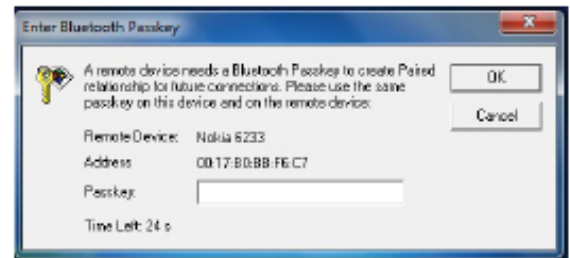 Enter Bluetooth Passkey
A remote device needs a Bluetooth Passkey to create Paired
relationship for future connections. Please use the same
passkey on this device and on the remote device:
OK
Cancel
Remote Device: Nokia 6233
Address 00:17:B0:BB:F6:C7
Passkey:
Time Left: 24 s